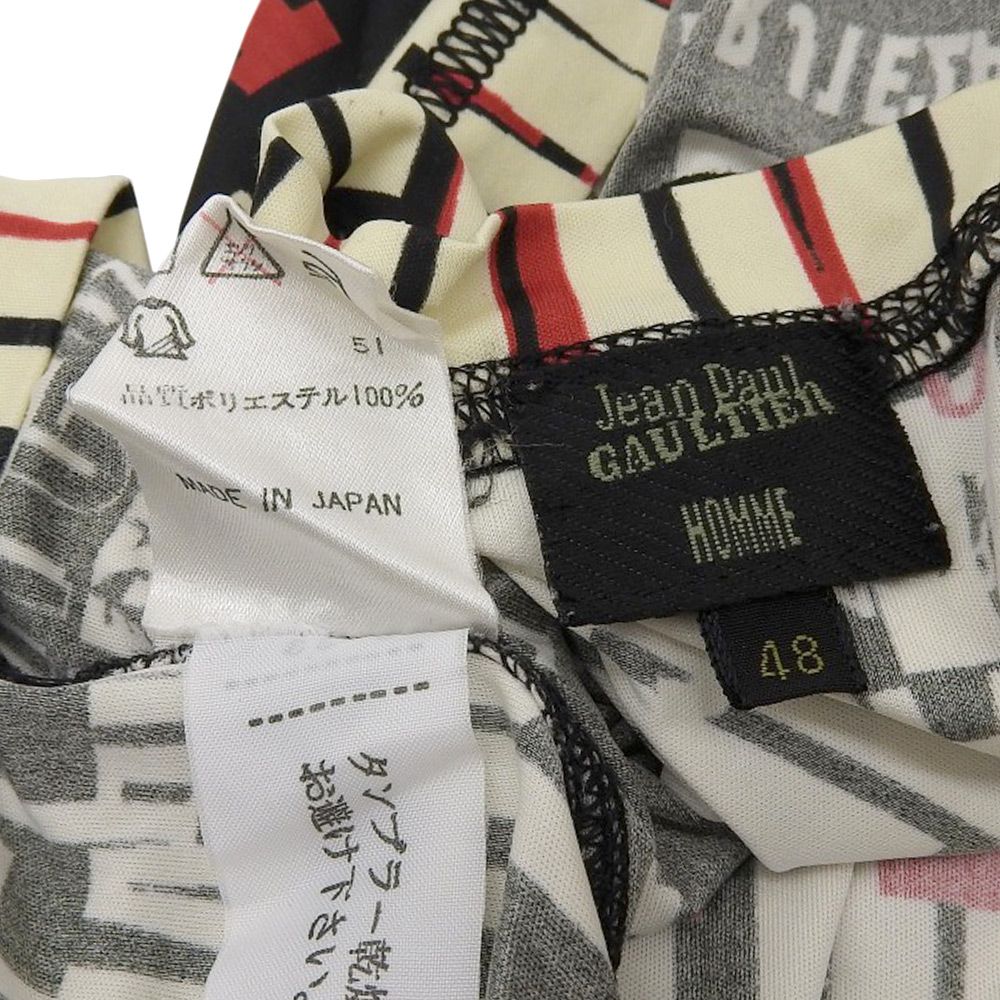 51
品質ポリエステル100%
MADE IN JAPAN
Jean Paul
GAULTIER
HOMME
48
タンブラー乾燥
お避け下さい。